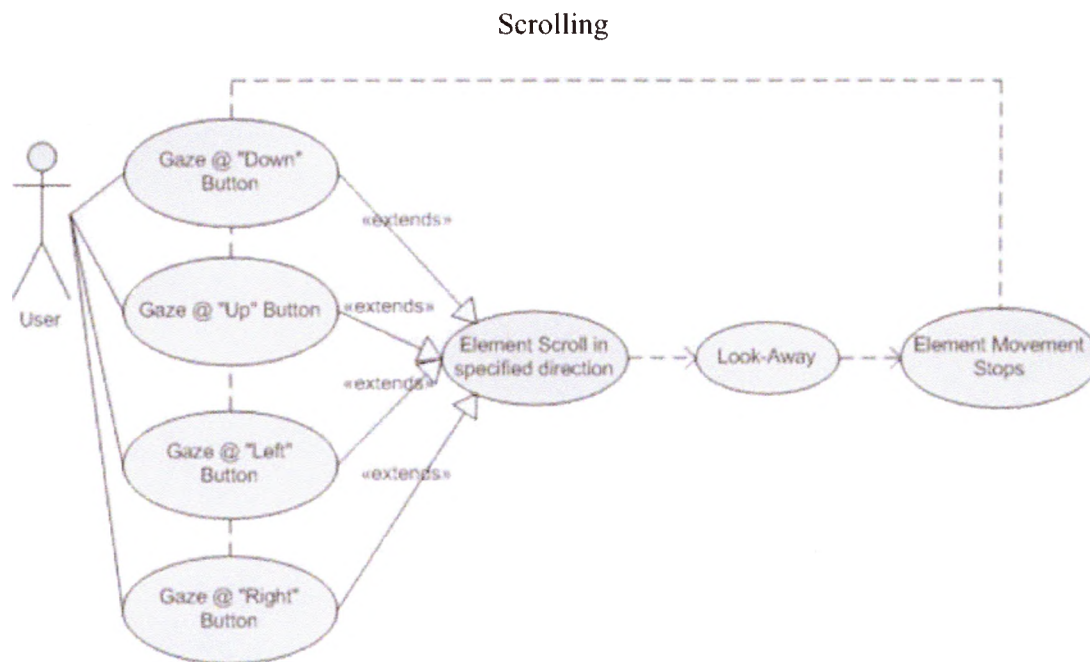 Scrolling
Gaze @ "Down"
Button
«extends»
User
Gaze @ "Up" Button
«extends»
Element Scroll in
specified direction
Look-Away
Element Movement
Stops
«extends»
Gaze @ "Left"
Button
«extends»
Gaze @ "Right"
Button